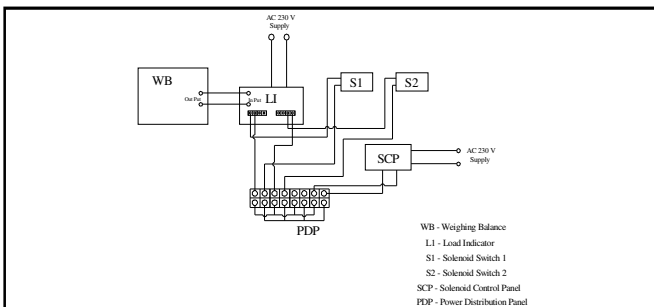 AC 230 V
Supply
WB
Out Put
In Put
LI
S1
S2
SCP
AC 230 V
Supply
PDP
WB - Weighing Balance
L1 - Load Indicator
S1 - Solenoid Switch 1
S2 - Solenoid Switch 2
SCP - Solenoid Control Panel
PDP - Power Distribution Panel